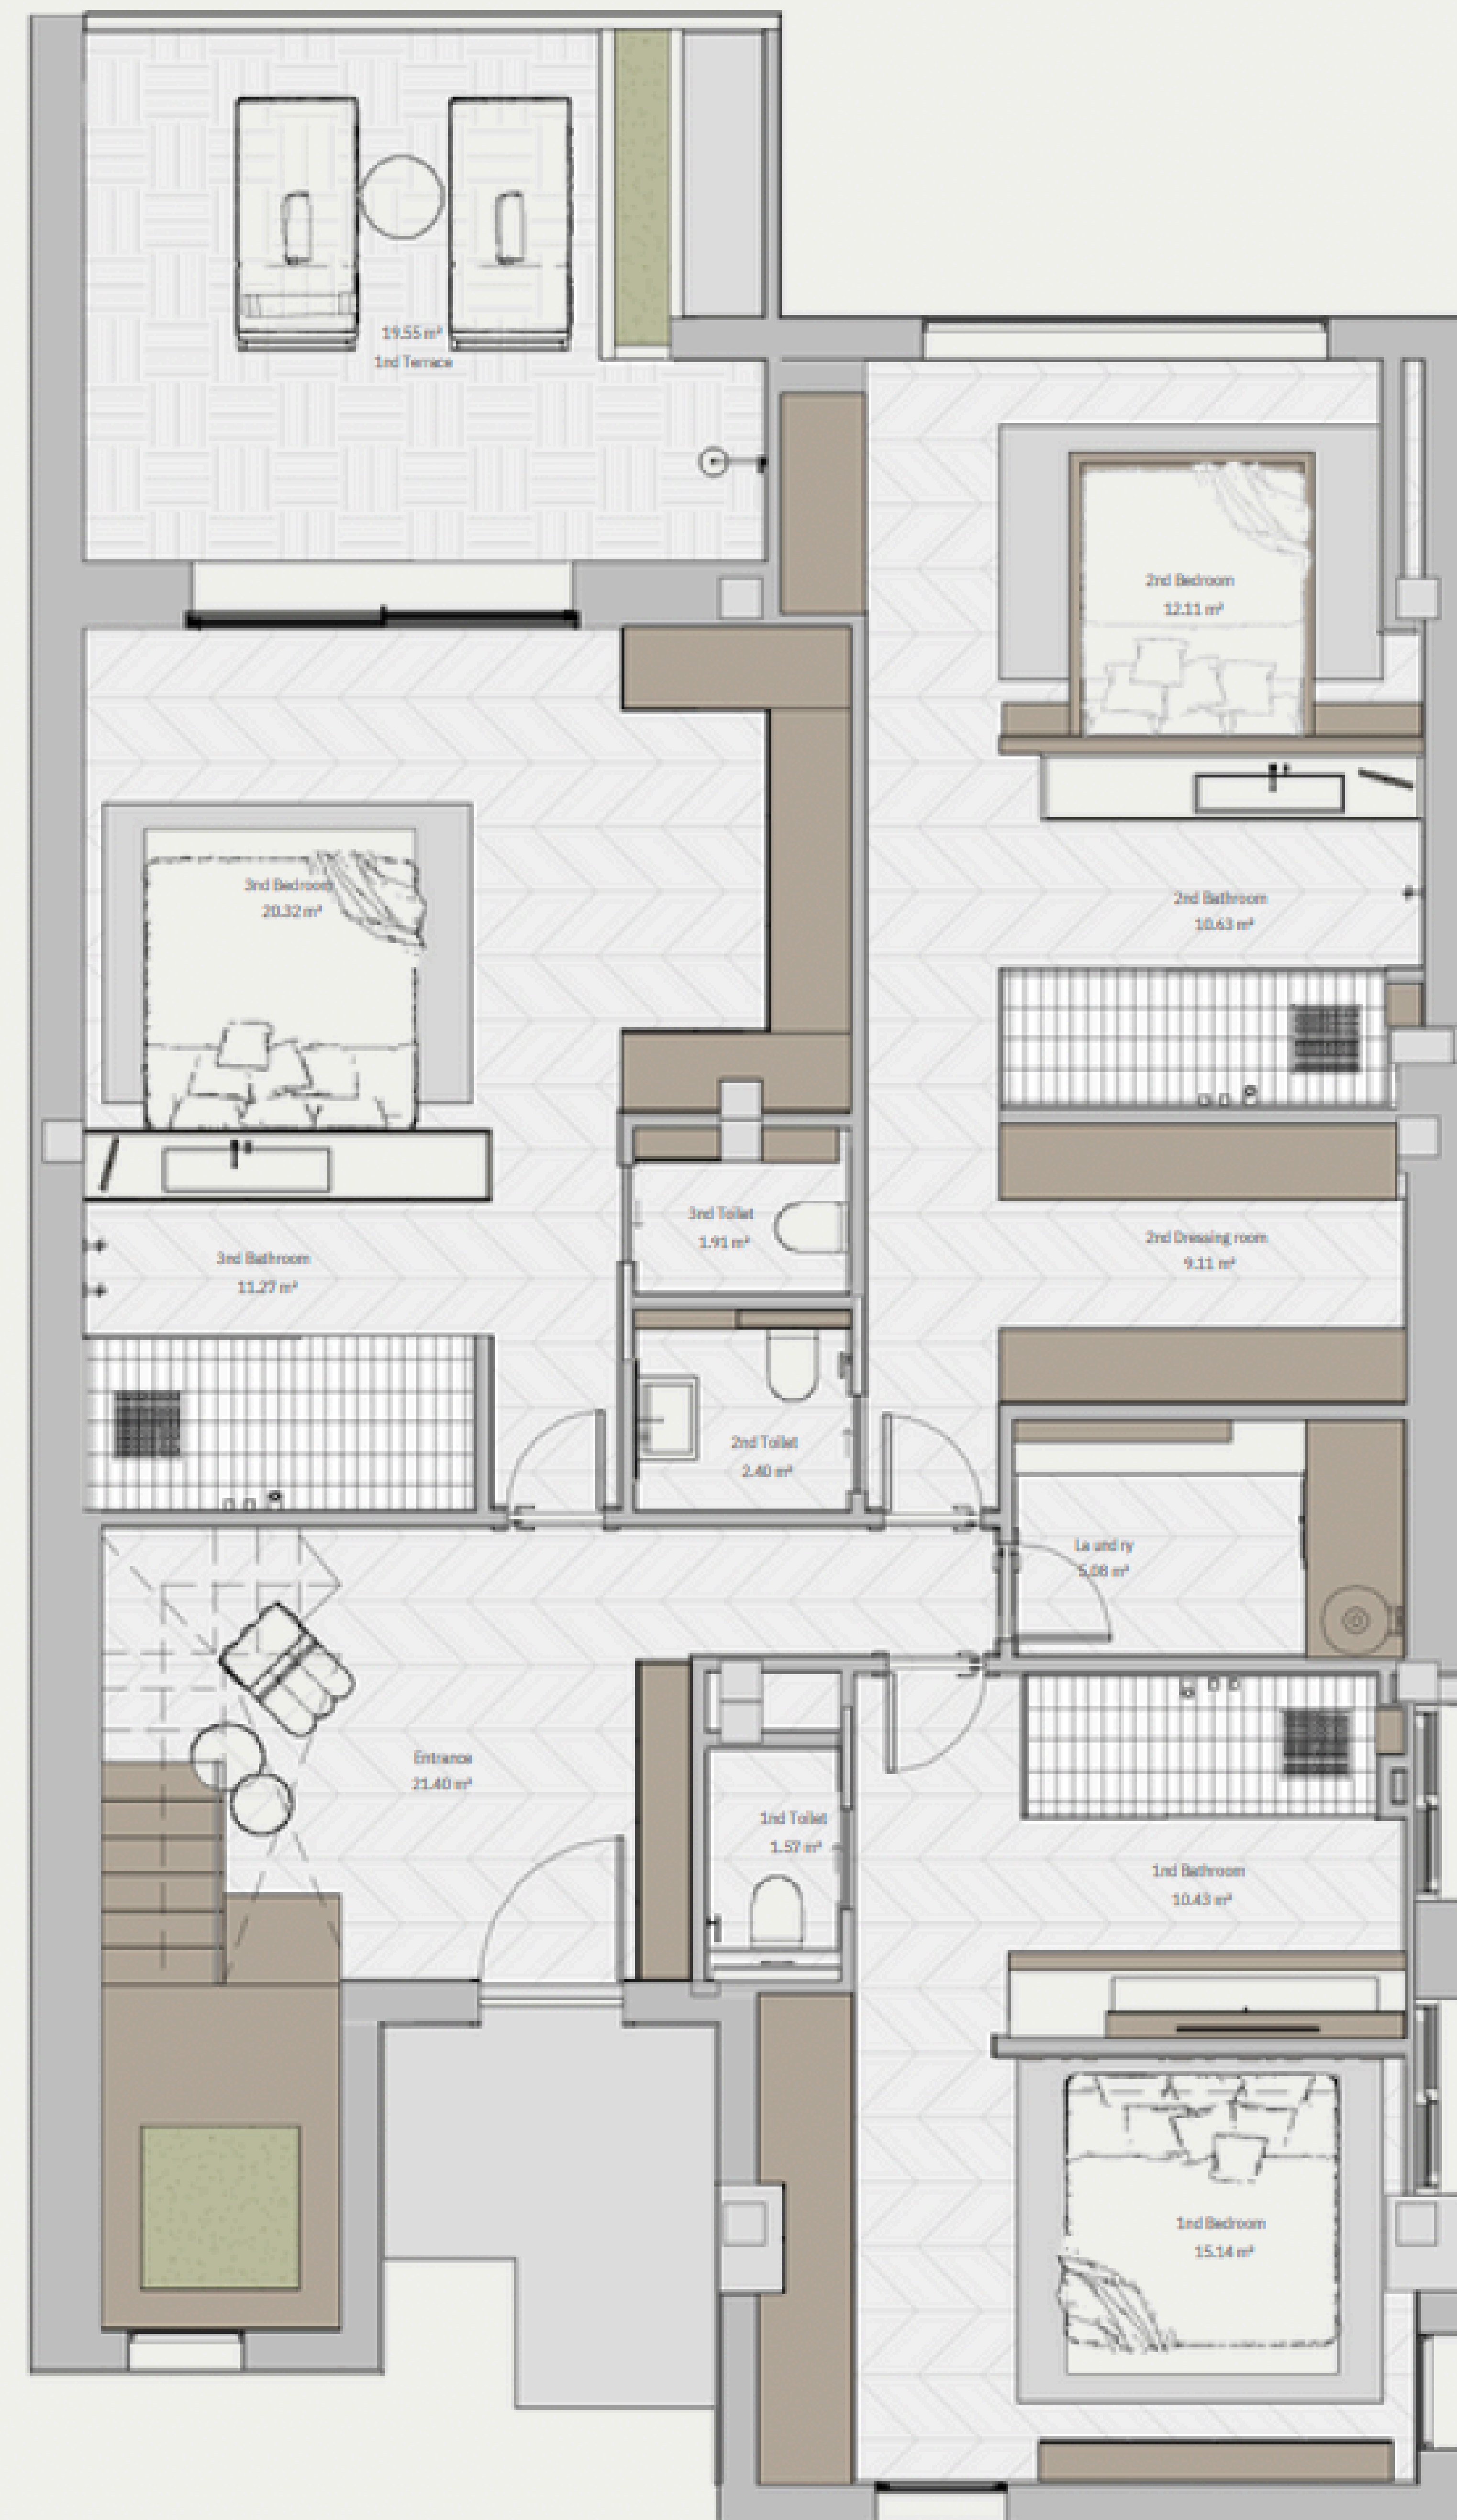 19.55 m²
1nd Terrace
2nd Bedroom
12.11 m²
3nd Bedroom
20.32 m²
2nd Bathroom
10.63 m²
3nd Toilet
1.91 m²
2nd Dressing room
9.11 m²
3nd Bathroom
11.27 m²
2nd Toilet
2.40 m²
Laundry
5.08 m²
Entrance
21.40 m²
1nd Toilet
1.57 m²
1nd Bathroom
10.43 m²
1nd Bedroom
15.14 m²